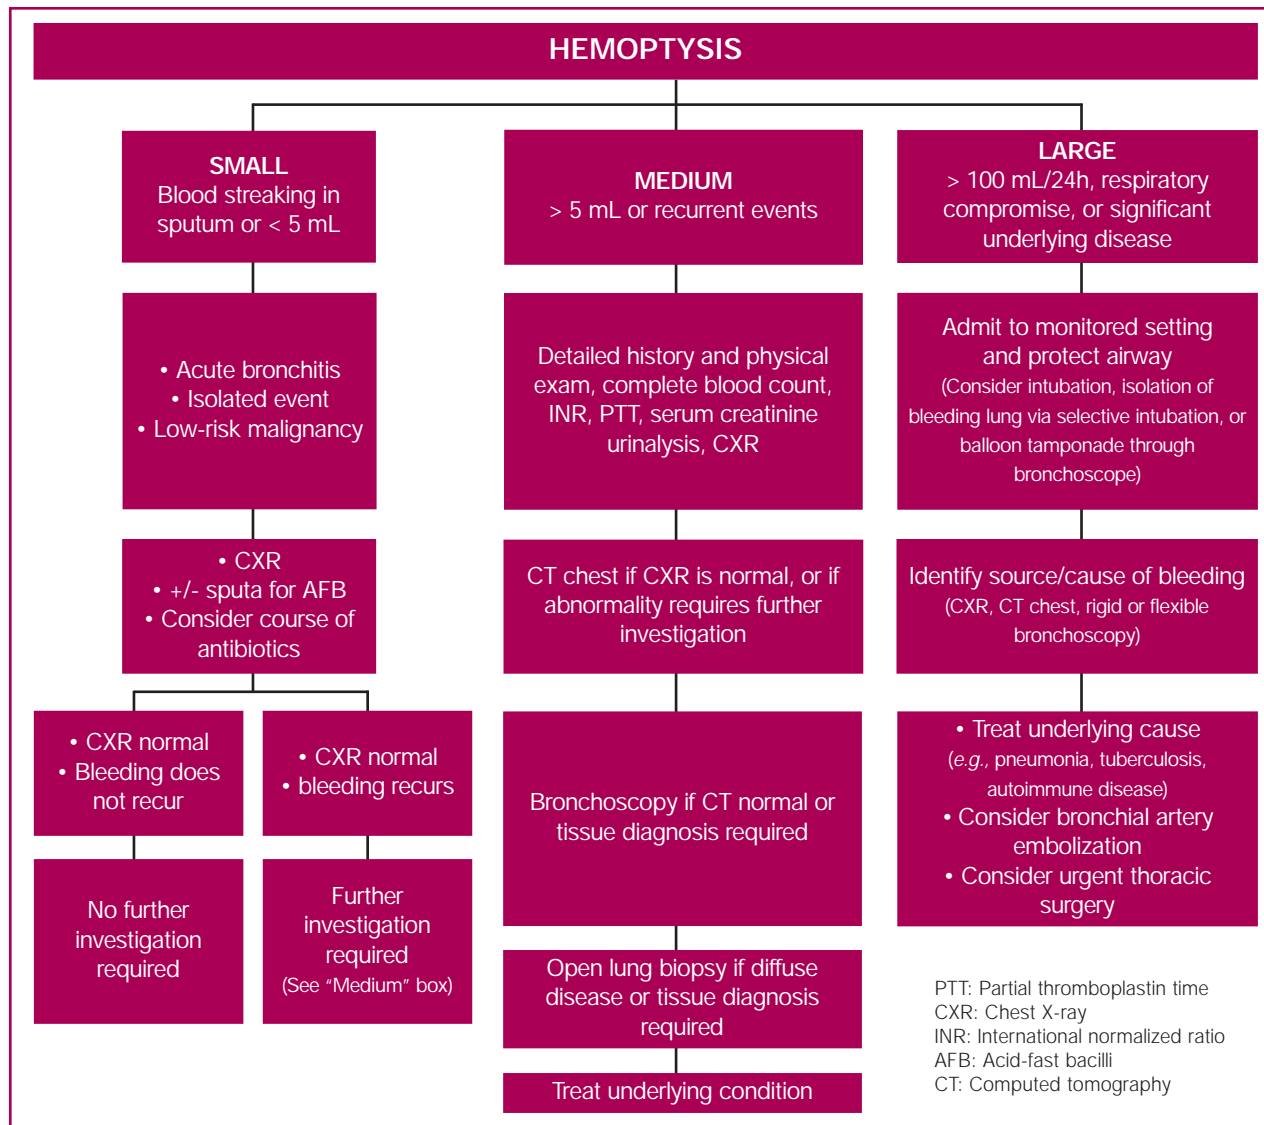 HEMOPTYSIS
SMALL
Blood streaking in
sputum or < 5 mL
• Acute bronchitis
• Isolated event
• Low-risk malignancy
• CXR
• +/- sputa for AFB
• Consider course of
antibiotics
• CXR normal
• Bleeding does
not recur
No further
investigation
required
• CXR normal
• bleeding recurs
Further
investigation
required
(See “Medium” box)
MEDIUM
> 5 mL or recurrent events
Detailed history and physical
exam, complete blood count,
INR, PTT, serum creatinine
urinalysis, CXR
CT chest if CXR is normal, or if
abnormality requires further
investigation
Bronchoscopy if CT normal or
tissue diagnosis required
Open lung biopsy if diffuse
disease or tissue diagnosis
required
Treat underlying condition
LARGE
> 100 mL/24h, respiratory
compromise, or significant
underlying disease
Admit to monitored setting
and protect airway
(Consider intubation, isolation of
bleeding lung via selective intubation, or
balloon tamponade through
bronchoscope)
Identify source/cause of bleeding
(CXR, CT chest, rigid or flexible
bronchoscopy)
• Treat underlying cause
(e.g., pneumonia, tuberculosis,
autoimmune disease)
• Consider bronchial artery
embolization
• Consider urgent thoracic
surgery
PTT: Partial thromboplastin time
CXR: Chest X-ray
INR: International normalized ratio
AFB: Acid-fast bacilli
CT: Computed tomography